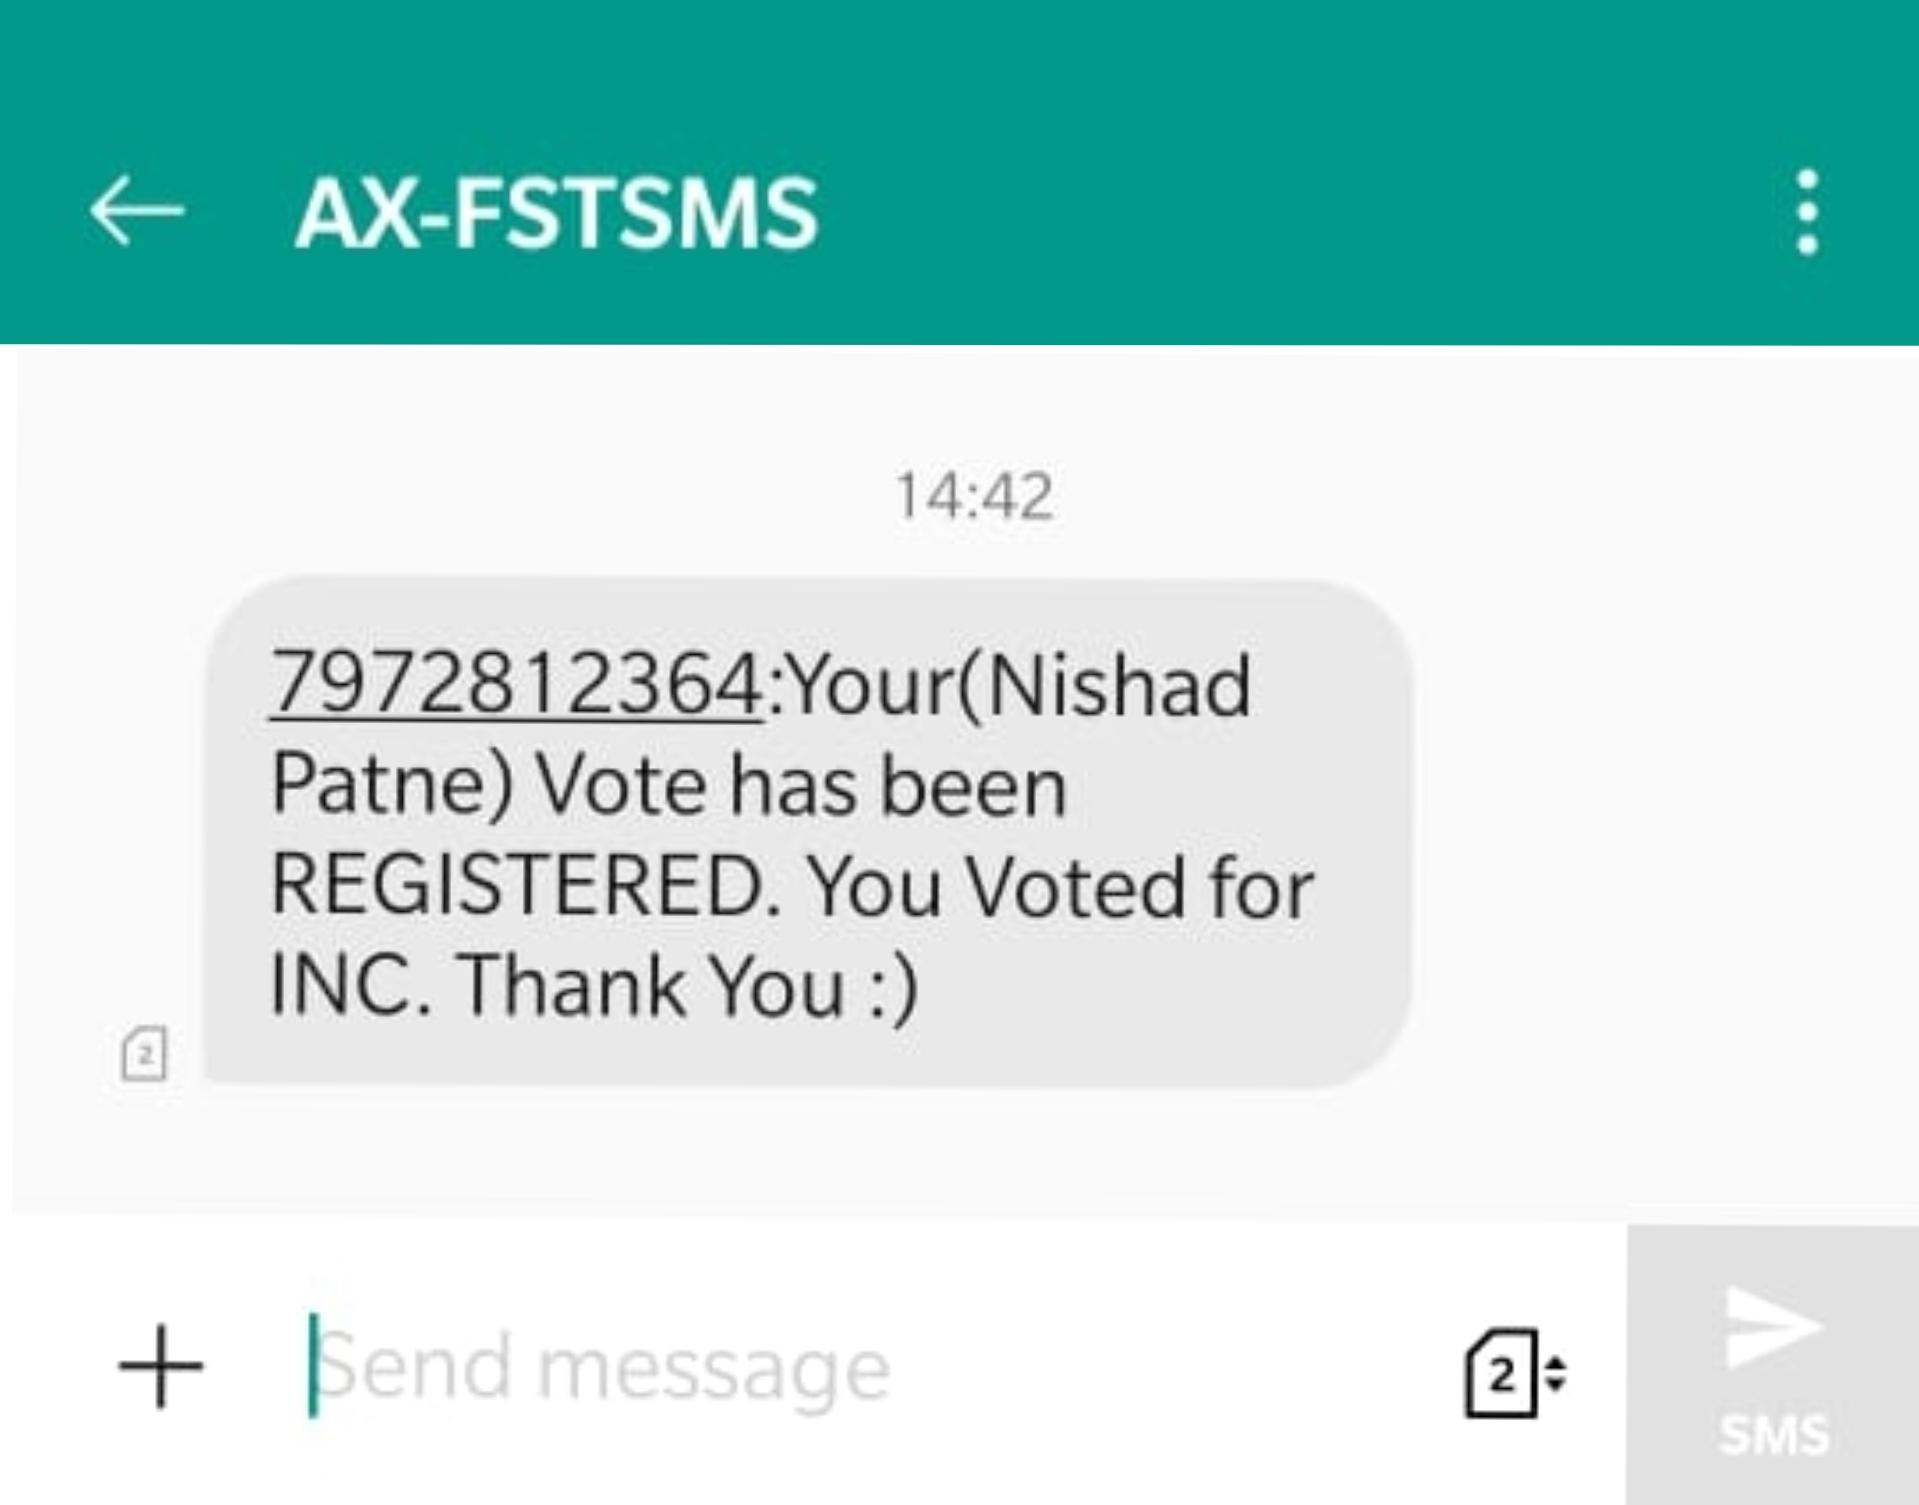 AX-FSTSMS
14:42
7972812364:Your(Nishad
Patne) Vote has been
REGISTERED. You Voted for
INC. Thank You :)
2
Send message
2
SMS